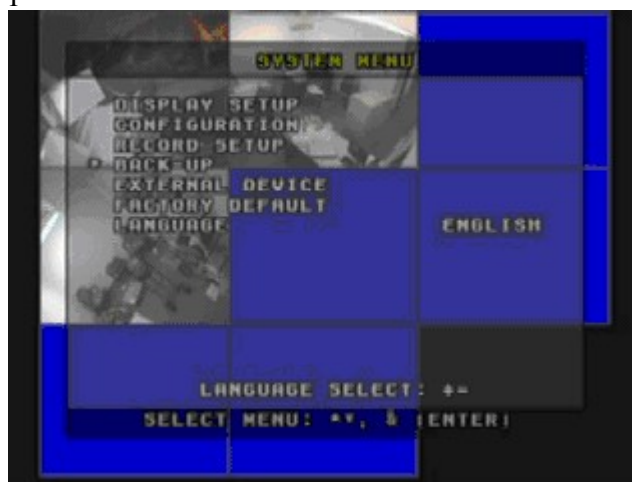 SYSTEM MENU
DISPLAY SETUP
CONFIGURATION
RECORD SETUP
BACK-UP
EXTERNAL DEVICE
FACTORY DEFAULT
LANGUAGE ENGLISH
LANGUAGE SELECT: +-
SELECT MENU: ▲▼, & (ENTER)